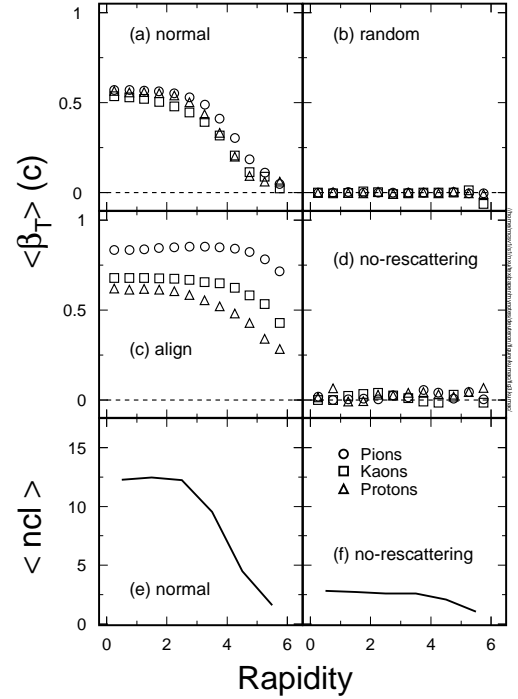 1
0.5
0
(a) normal
(b) random
<β_T> (c)
1
0.5
0
(c) align
(d) no-rescattering
15
10
5
0
< ncl >
(e) normal
Pions
Kaons
Protons
(f) no-rescattering
0 2 4 6 0 2 4 6
Rapidity